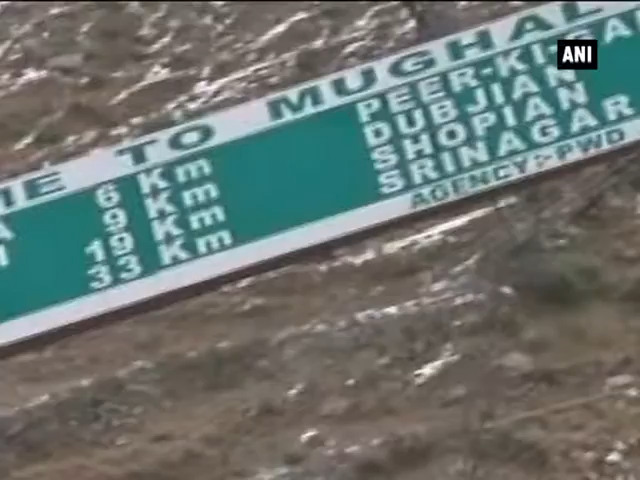 ANI
TO MUGHAL
6 Km PEER-KI-
9 Km DUBJIAN
19 Km SHOPIAN
33 Km SRINAGAR
AGENCY:-PWD